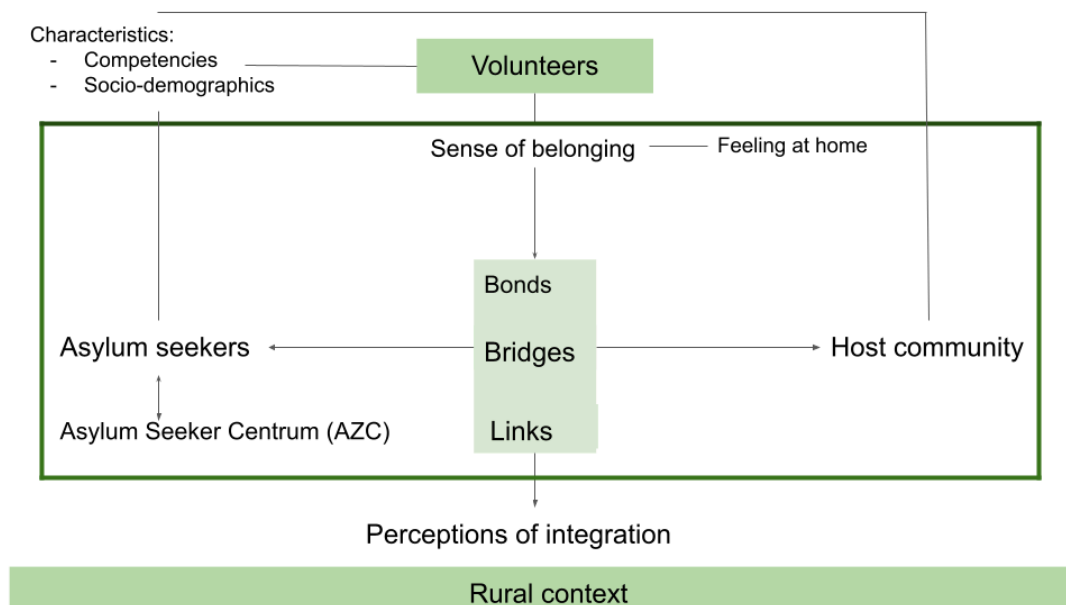 Characteristics:
- Competencies
- Socio-demographics
Volunteers
Sense of belonging
Feeling at home
Bonds
Asylum seekers
Bridges
Host community
Asylum Seeker Centrum (AZC)
Links
Perceptions of integration
Rural context